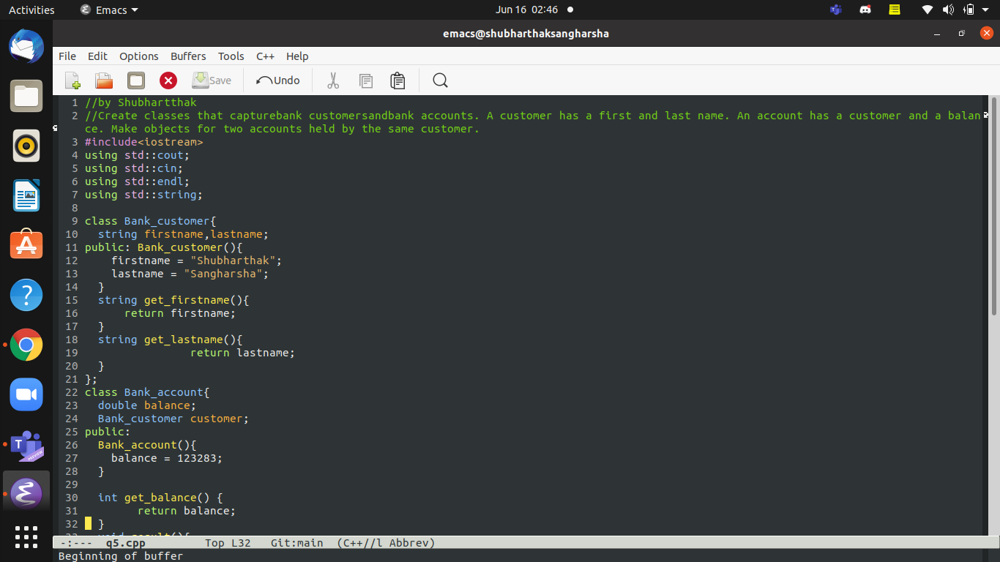 Activities Emacs Jun 16 02:46
emacs@shubharthaksangharsha
File Edit Options Buffers Tools C++ Help
Save Undo
1 //by Shubhartthak
2 //Create classes that capturebank customersandbank accounts. A customer has a first and last name. An account has a customer and a balan
ce. Make objects for two accounts held by the same customer.
3 #include<iostream>
4 using std::cout;
5 using std::cin;
6 using std::endl;
7 using std::string;
8
9 class Bank_customer{
10 string firstname,lastname;
11 public: Bank_customer(){
12 firstname = "Shubharthak";
13 lastname = "Sangharsha";
14 }
15 string get_firstname(){
16 return firstname;
17 }
18 string get_lastname(){
19 return lastname;
20 }
21 };
22 class Bank_account{
23 double balance;
24 Bank_customer customer;
25 public:
26 Bank_account(){
27 balance = 123283;
28 }
29
30 int get_balance() {
31 return balance;
32 }
33 void result(){
-:--- q5.cpp Top L32 Git:main (C++//l Abbrev)
Beginning of buffer
T
PREVIEW